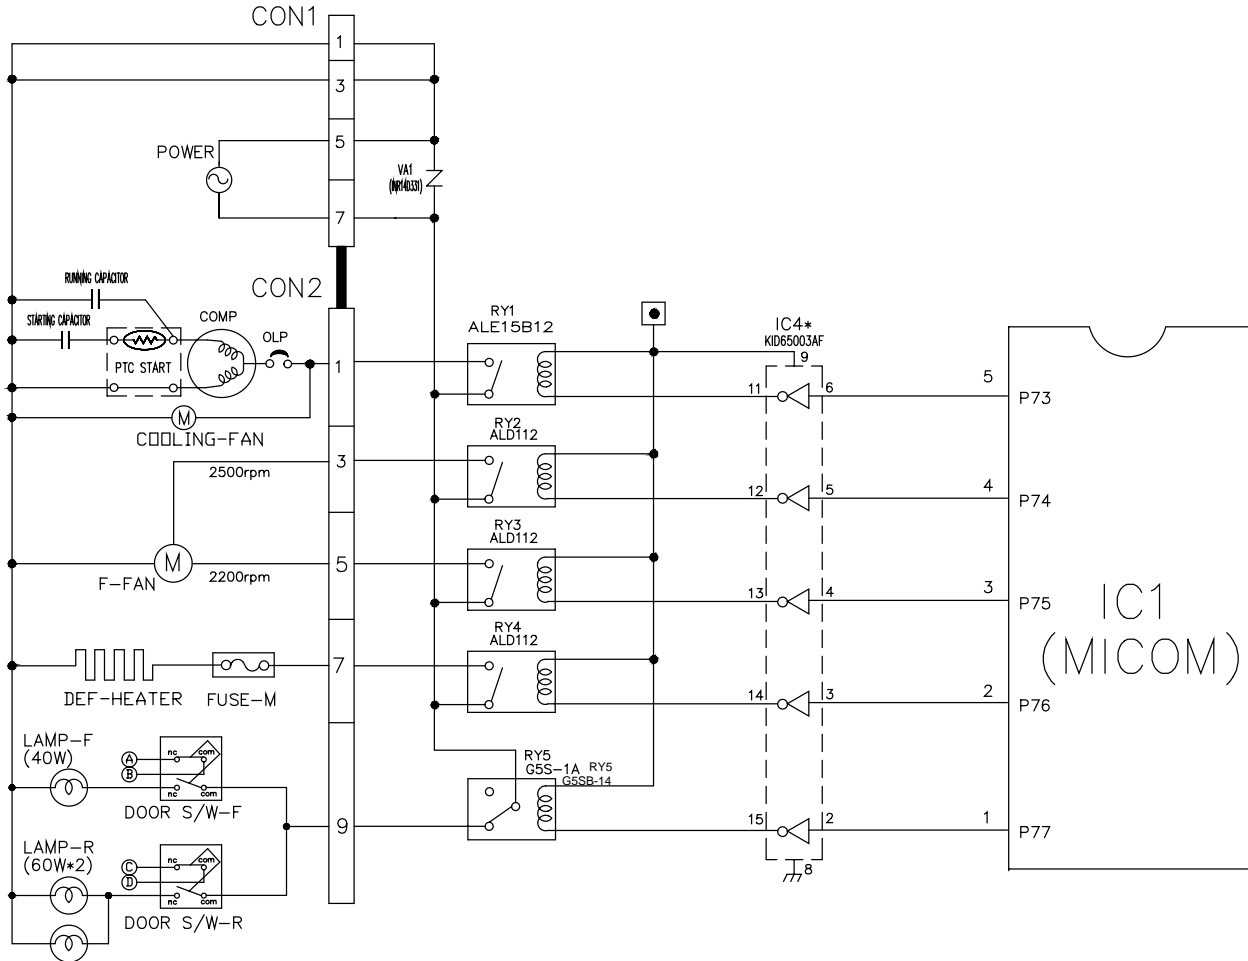 CON1
1
3
5
7
POWER
VA1
(INR14D331)
CON2
RUNNING CAPACITOR
STARTING CAPACITOR
PTC START
COMP
OLP
1
COOLING-FAN
RY1
ALE15B12
IC4*
KID65003AF
9
11
6
5
P73
2500rpm
3
RY2
ALD112
12
5
4
P74
F-FAN
M
M
2200rpm
5
RY3
ALD112
13
4
3
P75
IC1
(MICOM)
DEF-HEATER
FUSE-M
7
RY4
ALD112
14
3
2
P76
LAMP-F
(40W)
A
B
nc
com
nc
com
DOOR S/W-F
9
RY5
G5S-1A
RY5
G5SB-14
15
2
1
P77
8
LAMP-R
(60W*2)
C
D
nc
com
nc
com
DOOR S/W-R